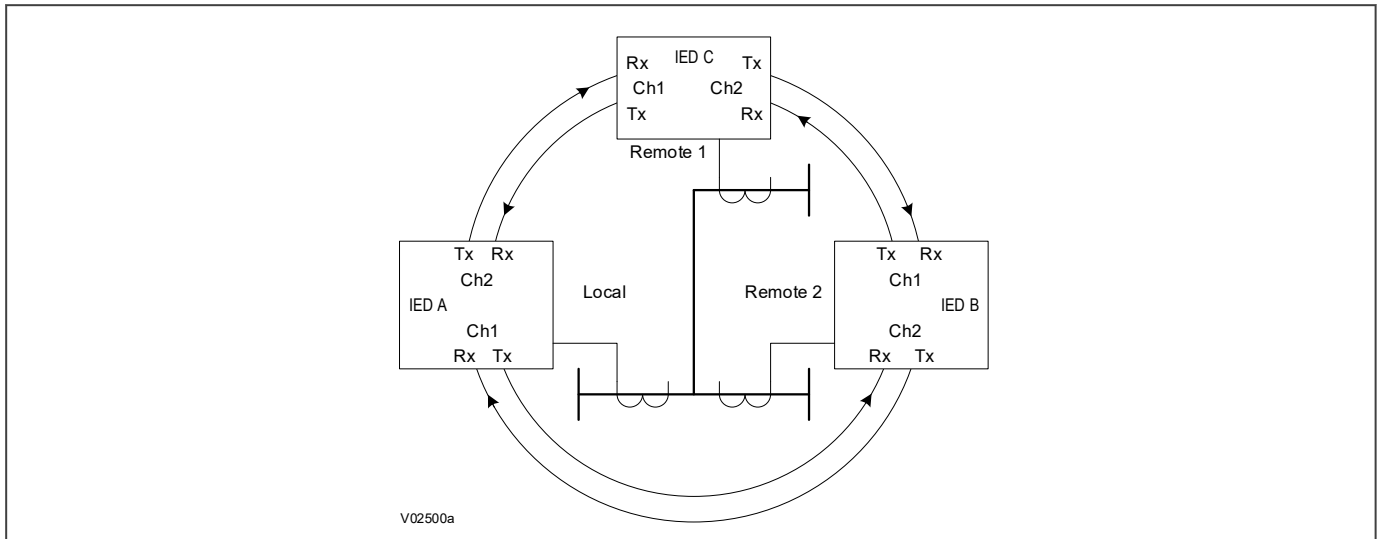 Rx IED C Tx
Ch1 Ch2
Tx Rx
Remote 1
Tx Rx
Ch2
IED A
Ch1
Rx Tx
Local
Remote 2
Tx Rx
Ch1
IED B
Ch2
Rx Tx
V02500a